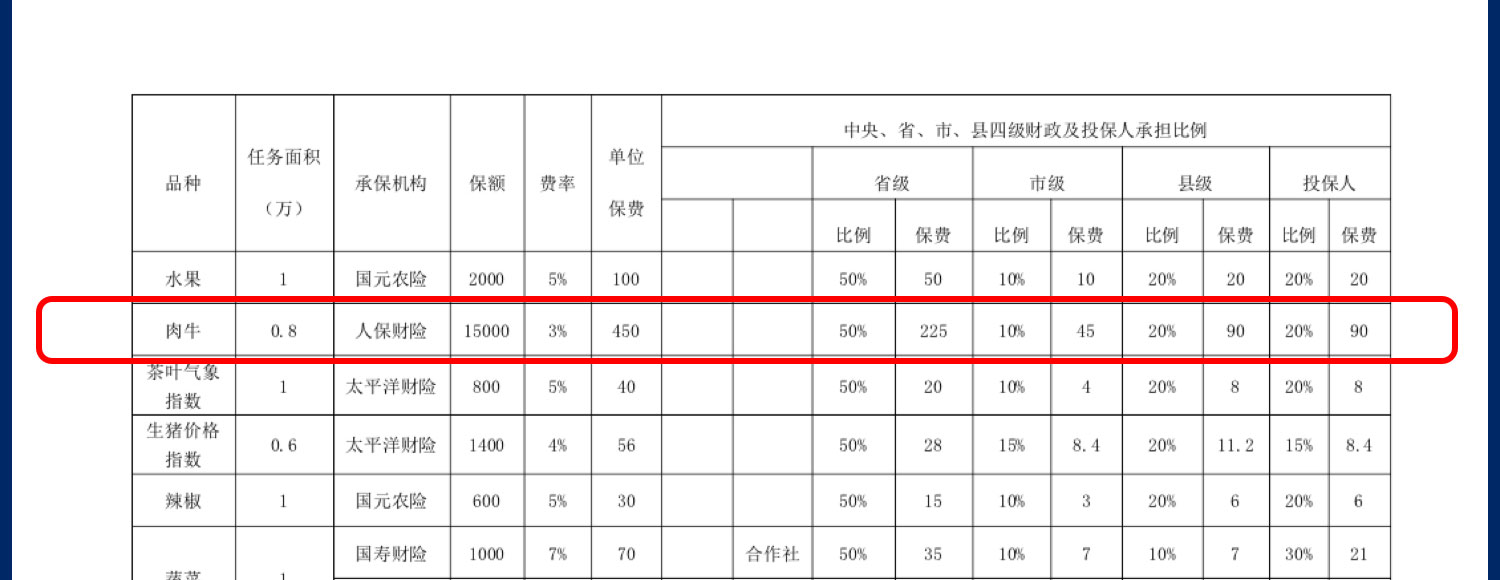 中央、省、市、县四级财政及投保人承担比例
品种 任务面积（万） 承保机构 保额 费率 单位保费 省级 市级 县级 投保人
比例 保费 比例 保费 比例 保费 比例 保费
水果 1 国元农险 2000 5% 100 50% 50 10% 10 20% 20 20% 20
肉牛 0.8 人保财险 15000 3% 450 50% 225 10% 45 20% 90 20% 90
茶叶气象指数 1 太平洋财险 800 5% 40 50% 20 10% 4 20% 8 20% 8
生猪价格指数 0.6 太平洋财险 1400 4% 56 50% 28 15% 8.4 20% 11.2 15% 8.4
辣椒 1 国元农险 600 5% 30 50% 15 10% 3 20% 6 20% 6
国寿财险 1000 7% 70 合作社 50% 35 10% 7 10% 7 30% 21